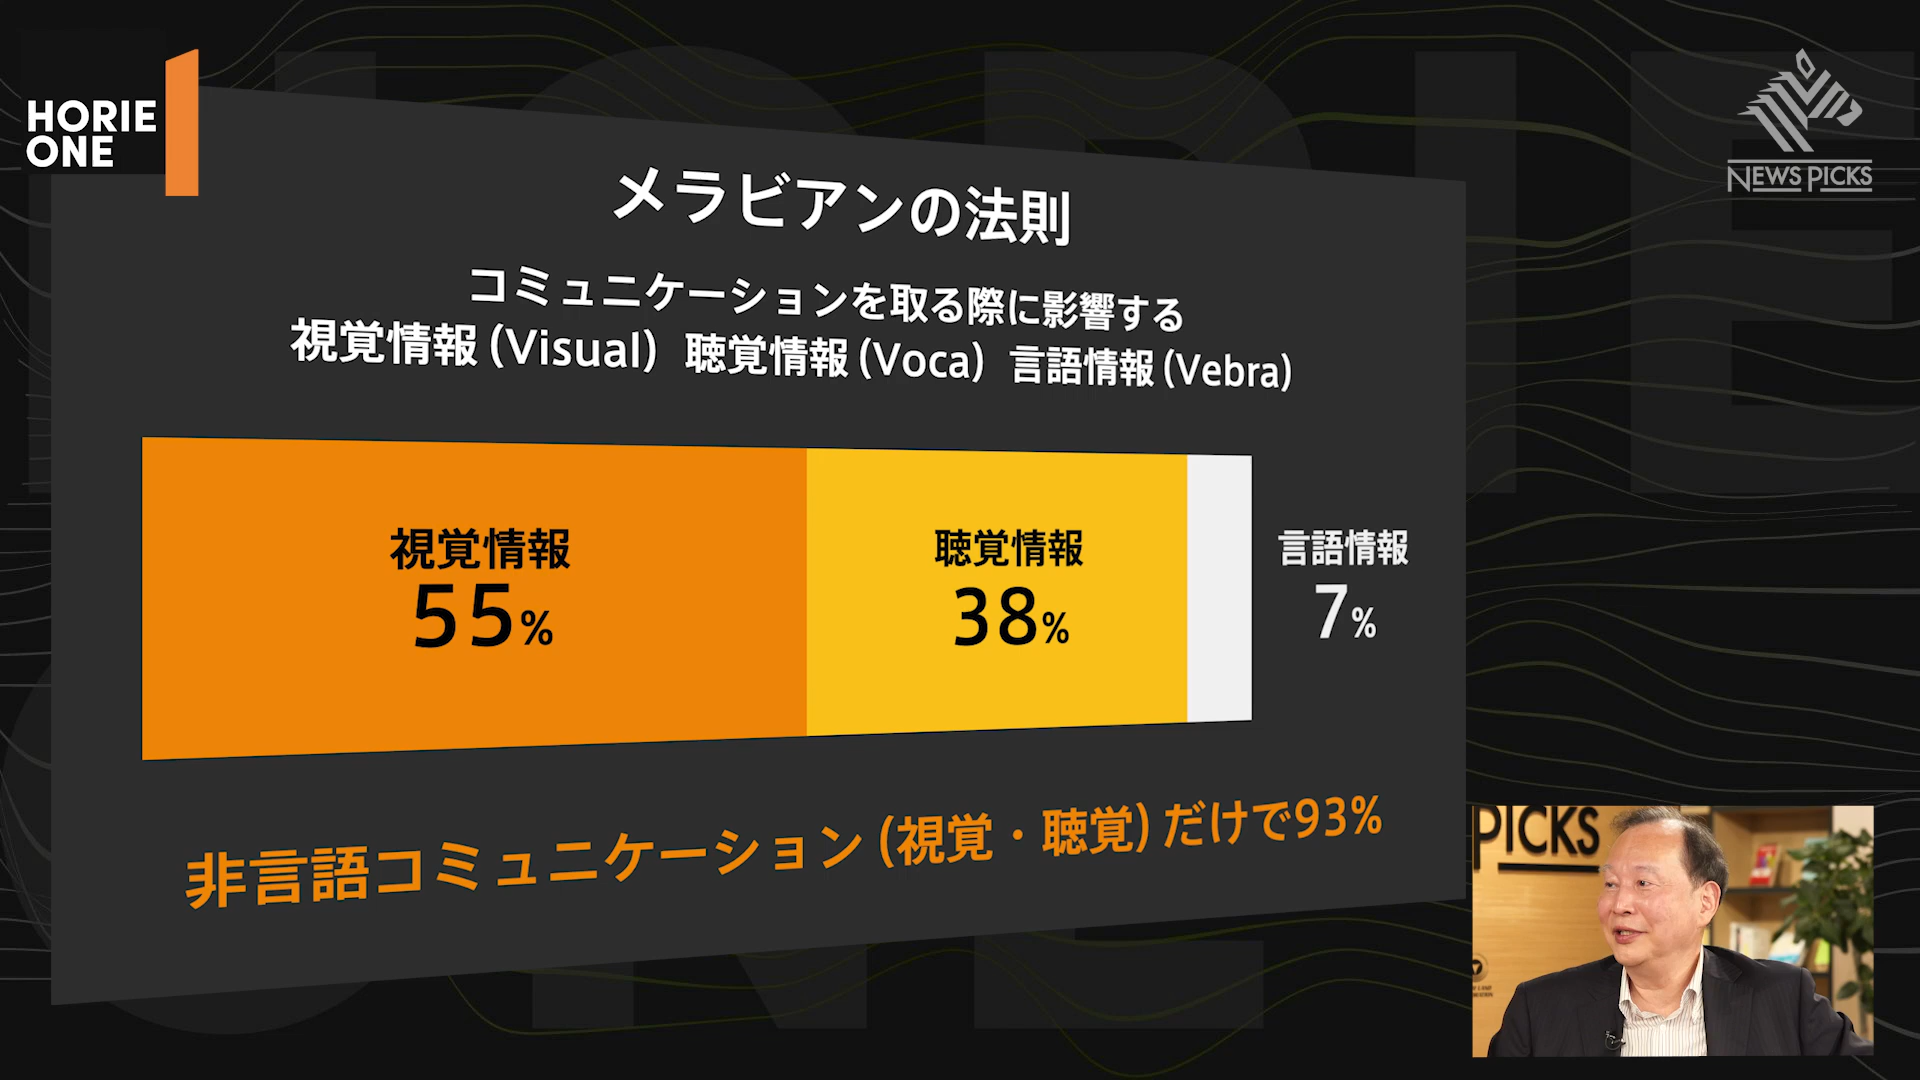 HORIE
ONE
NEWSPICKS
メラビアンの法則
コミュニケーションを取る際に影響する
視覚情報(Visual) 聴覚情報(Voca) 言語情報(Vebra)
視覚情報
55%
聴覚情報
38%
言語情報
7%
非言語コミュニケーション(視覚・聴覚)だけで93%
PICKS